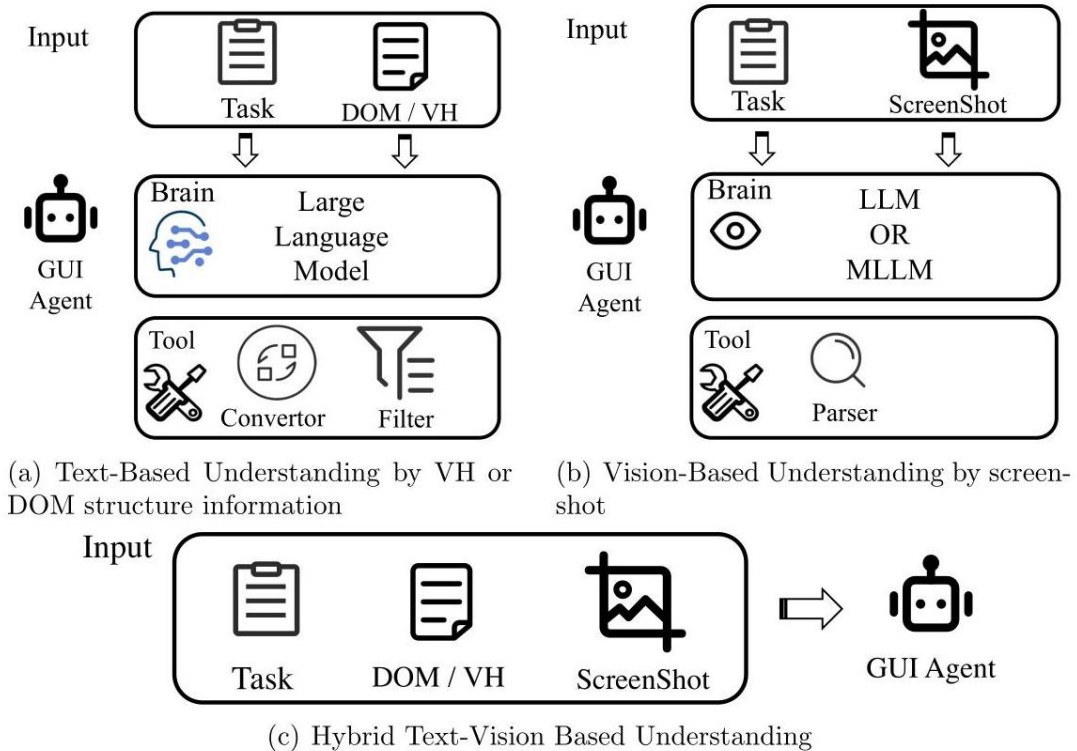 Input
Task
DOM / VH
GUI
Agent
Brain
Large
Language
Model
Tool
Convertor
Filter
(a) Text-Based Understanding by VH or
DOM structure information
Input
Task
ScreenShot
GUI
Agent
Brain
LLM
OR
MLLM
Tool
Parser
(b) Vision-Based Understanding by screen-
shot
Input
Task
DOM / VH
ScreenShot
GUI Agent
(c) Hybrid Text-Vision Based Understanding